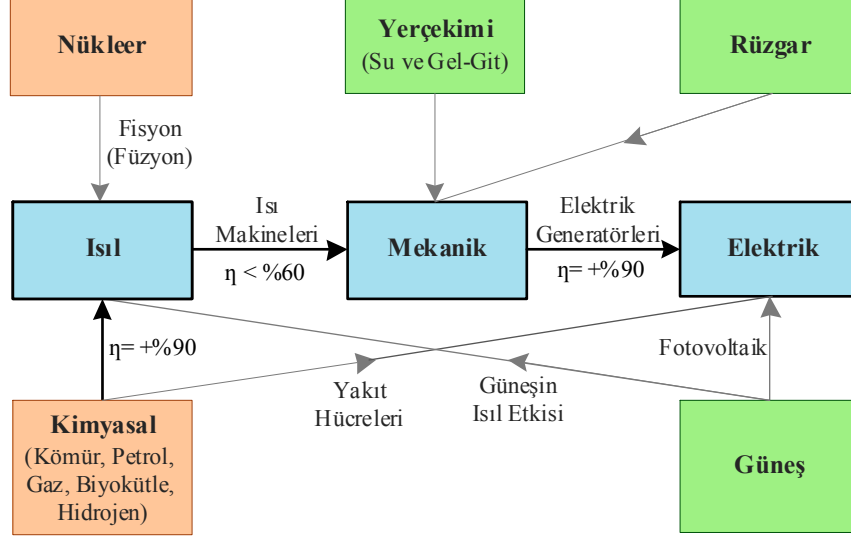 Nükleer
Yerçekimi
(Su ve Gel-Git)
Rüzgar
Fisyon
(Füzyon)
Isıl
Isı
Makineleri
η < %60
Mekanik
Elektrik
Generatörleri
η= +%90
Elektrik
η= +%90
Yakıt
Hücreleri
Güneşin
Isıl Etkisi
Fotovoltaik
Kimyasal
(Kömür, Petrol,
Gaz, Biyokütle,
Hidrojen)
Güneş